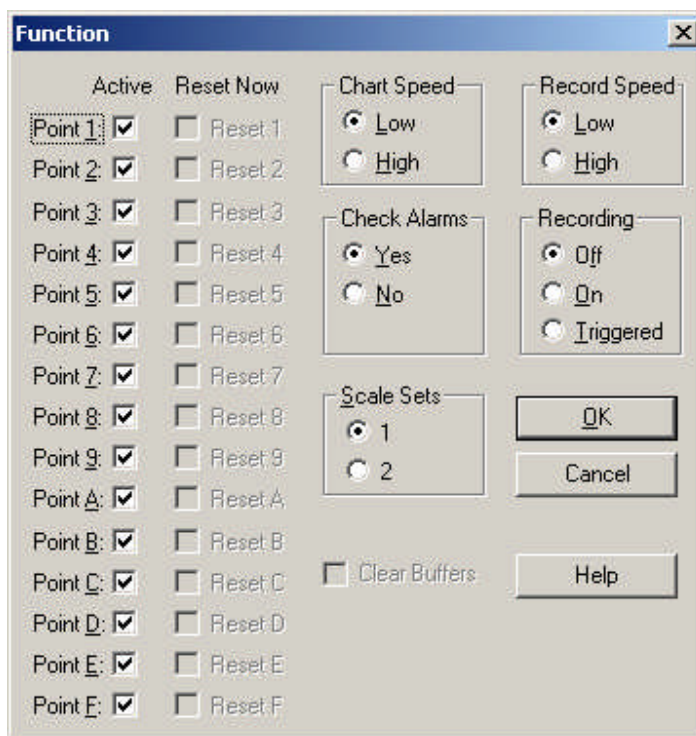 Function
Active Reset Now
Point 1: Reset 1
Point 2: Reset 2
Point 3: Reset 3
Point 4: Reset 4
Point 5: Reset 5
Point 6: Reset 6
Point 7: Reset 7
Point 8: Reset 8
Point 9: Reset 9
Point A: Reset A
Point B: Reset B
Point C: Reset C
Point D: Reset D
Point E: Reset E
Point F: Reset F
Chart Speed
Low
High
Record Speed
Low
High
Check Alarms
Yes
No
Recording
Off
On
Triggered
Scale Sets
1
2
OK
Cancel
Clear Buffers
Help